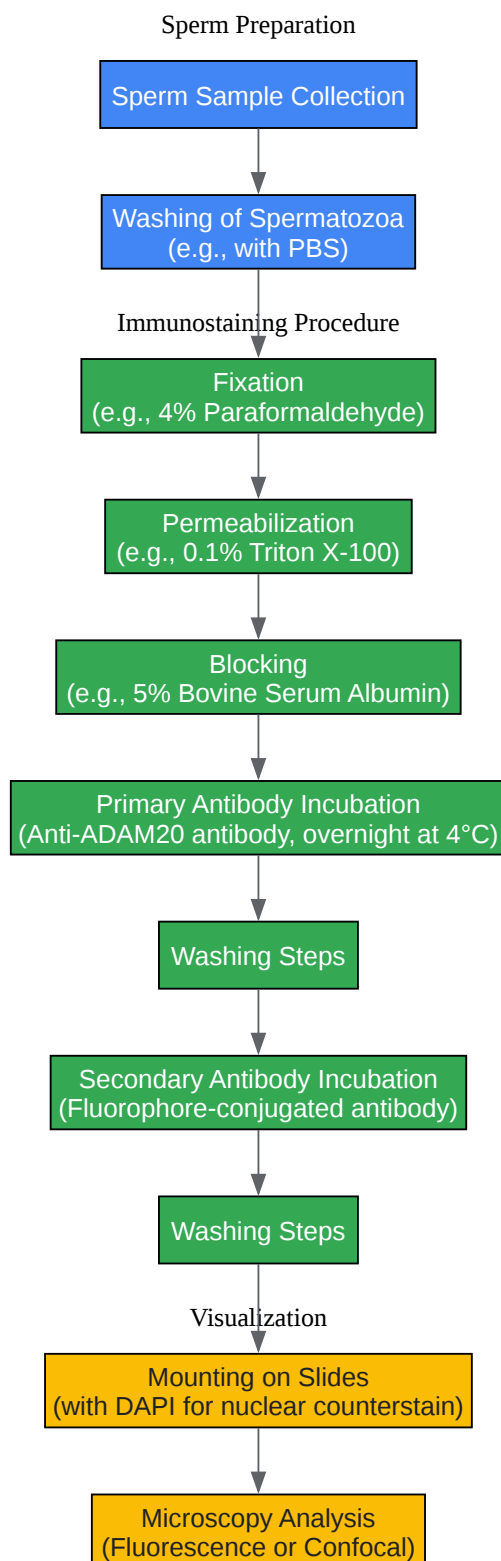 Sperm Preparation
Sperm Sample Collection
Washing of Spermatozoa
(e.g., with PBS)
Immunostaining Procedure
Fixation
(e.g., 4% Paraformaldehyde)
Permeabilization
(e.g., 0.1% Triton X-100)
Blocking
(e.g., 5% Bovine Serum Albumin)
Primary Antibody Incubation
(Anti-ADAM20 antibody, overnight at 4°C)
Washing Steps
Secondary Antibody Incubation
(Fluorophore-conjugated antibody)
Washing Steps
Visualization
Mounting on Slides
(with DAPI for nuclear counterstain)
Microscopy Analysis
(Fluorescence or Confocal)